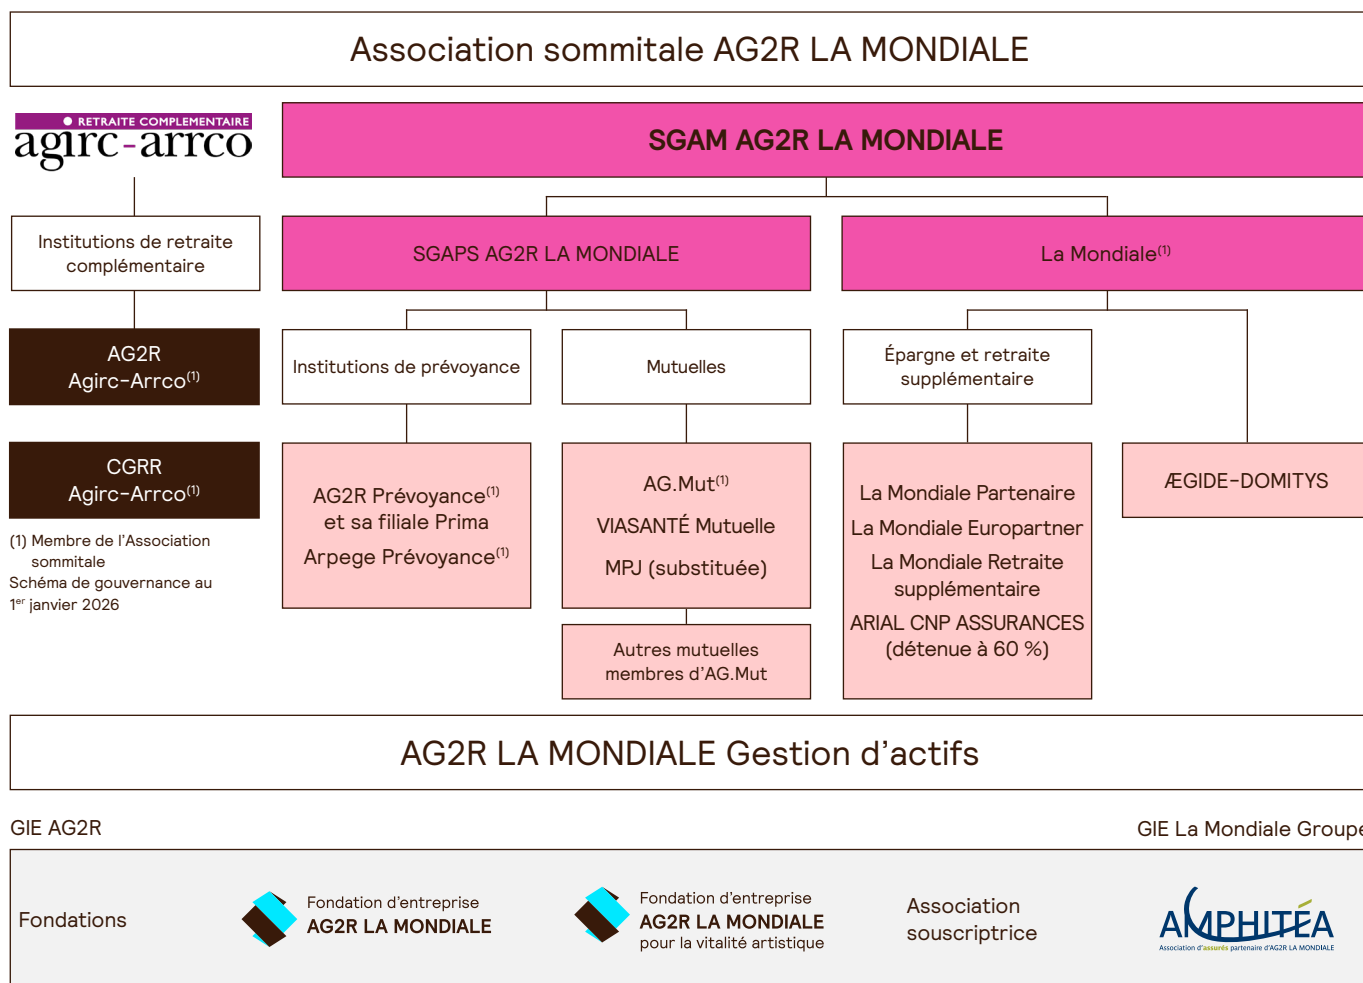 Association sommitale AG2R LA MONDIALE
RETRAITE COMPLEMENTAIRE
agirc-arrco
SGAM AG2R LA MONDIALE
Institutions de retraite
complémentaire
SGAPS AG2R LA MONDIALE
La Mondiale(1)
AG2R
Agirc-Arrco(1)
Institutions de prévoyance
Mutuelles
Épargne et retraite
supplémentaire
CGRR
Agirc-Arrco(1)
(1) Membre de l'Association
sommitale
Schéma de gouvernance au
1er janvier 2026
AG2R Prévoyance(1)
et sa filiale Prima
Arpege Prévoyance(1)
AG.Mut(1)
VIASANTÉ Mutuelle
MPJ (substituée)
Autres mutuelles
membres d'AG.Mut
La Mondiale Partenaire
La Mondiale Europartner
La Mondiale Retraite
supplémentaire
ARIAL CNP ASSURANCES
(détenue à 60 %)
ÆGIDE-DOMITYS
AG2R LA MONDIALE Gestion d'actifs
GIE AG2R
GIE La Mondiale Groupe
Fondations
Fondation d'entreprise
AG2R LA MONDIALE
Fondation d'entreprise
AG2R LA MONDIALE
pour la vitalité artistique
Association
souscriptrice
AMPHITÉA
Association d'assurés partenaire d'AG2R LA MONDIALE